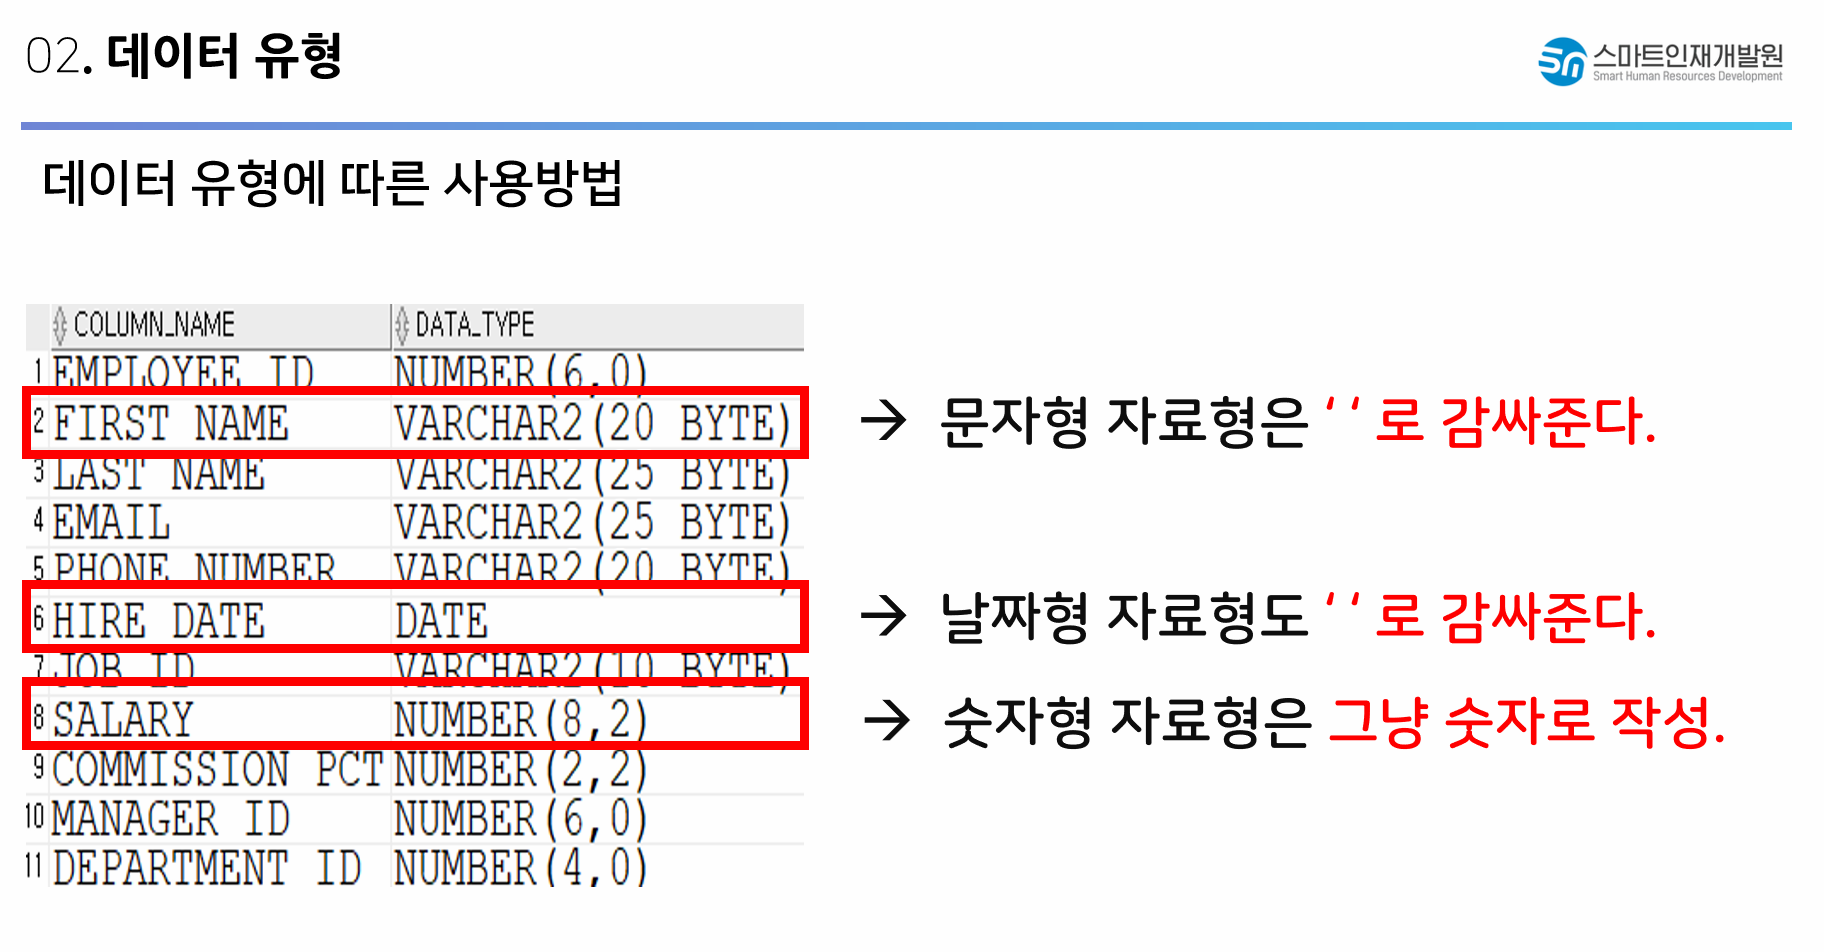 02. 데이터 유형
스마트인재개발원
Smart Human Resources Development
데이터 유형에 따른 사용방법
COLUMN_NAME DATA_TYPE
1 EMPLOYEE_ID NUMBER(6,0)
2 FIRST_NAME VARCHAR2(20 BYTE)
3 LAST_NAME VARCHAR2(25 BYTE)
4 EMAIL VARCHAR2(25 BYTE)
5 PHONE_NUMBER VARCHAR2(20 BYTE)
6 HIRE_DATE DATE
7 JOB_ID VARCHAR2(10 BYTE)
8 SALARY NUMBER(8,2)
9 COMMISSION_PCT NUMBER(2,2)
10 MANAGER_ID NUMBER(6,0)
11 DEPARTMENT_ID NUMBER(4,0)
→ 문자형 자료형은 ‘ ‘ 로 감싸준다.
→ 날짜형 자료형도 ‘ ‘ 로 감싸준다.
→ 숫자형 자료형은 그냥 숫자로 작성.